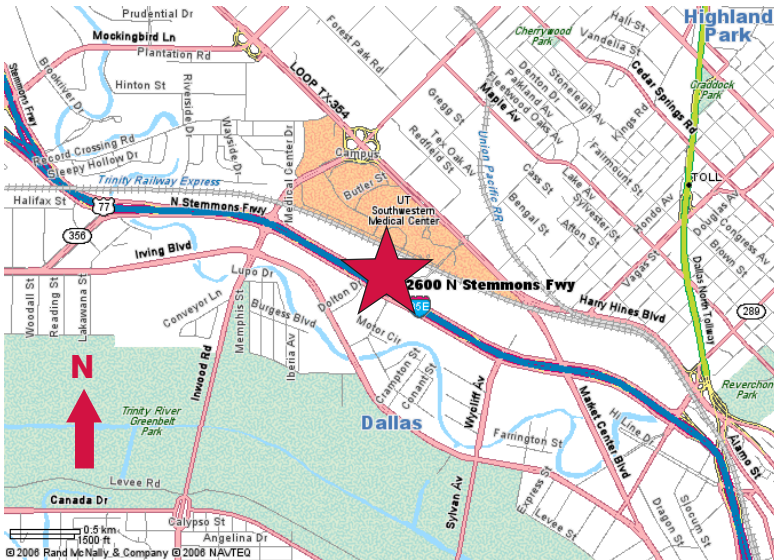 Prudential Dr
Highland
Park
Mockingbird Ln
Plantation Rd
Forest Park Rd
Cherrywood
Park
Hall St
Vandelia St
Stemmons Frwy
Brookriver Dr
Hinton St
Riverside Dr
LOOP TX-354
Denton Dr
Parkland Av
Fleetwood Oaks Av
Maple Av
Stoneleigh Av
Cedar Springs Rd
Craddock
Park
Gregg St
Kings Rd
Wayside Dr
Medical Center Dr
Record Crossing Rd
Sleepy Hollow Dr
Campus
Tex Oak Av
Redfield St
Union Pacific RR
Fairmount St
Trinity Railway Express
Butler St
Cass St
Lake Av
Sylvester St
TOLL
Halifax St
77
N Stemmons Frwy
UT
Southwestern
Medical Center
Bengal St
Afton St
Hondo Av
Douglas Av
Congress Av
Brown St
356
Irving Blvd
Vagas St
Lupo Dr
Dolton Dr
2600 N Stemmons Fwy
Woodall St
Reading St
Lakawana St
Conveyor Ln
Burgess Blvd
35E
Harry Hines Blvd
Dallas North Tollway
289
Memphis St
Iberia Av
Motor Cir
N
Inwood Rd
Crampton St
Conant St
Wycliff Av
Reverchon
Park
Trinity River
Greenbelt
Park
Dallas
Market Center Blvd
Hi Line Dr
Farrington St
Alamo St
Levee Rd
Canada Dr
Sylvan Av
Express St
Levee St
Dragon St
Slocum St
Calypso St
Angelina Dr
0.5 km
1500 ft
© 2006 Rand McNally & Company © 2006 NAVTEQ